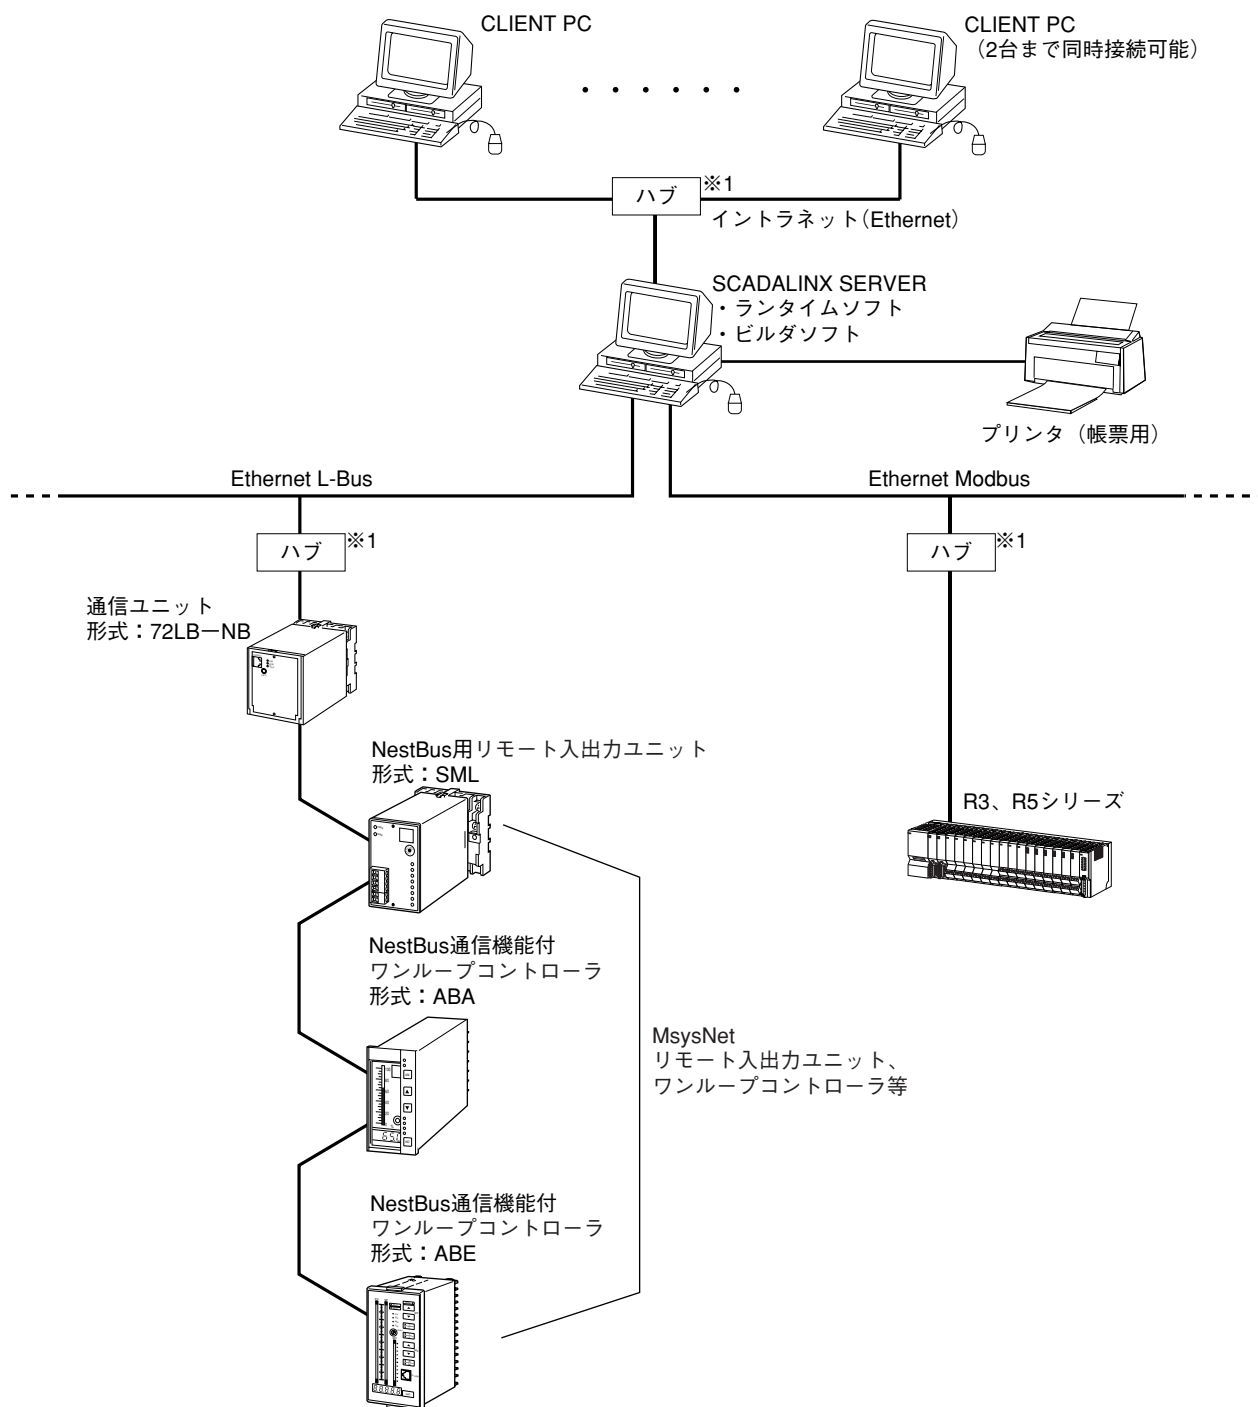 CLIENT PC
CLIENT PC
（2台まで同時接続可能）
ハブ
※1
イントラネット（Ethernet）
SCADALINX SERVER
・ランタイムソフト
・ビルダソフト
プリンタ（帳票用）
Ethernet L-Bus
Ethernet Modbus
ハブ
※1
ハブ
※1
通信ユニット
形式：72LB－NB
NestBus用リモート入出力ユニット
形式：SML
R3、R5シリーズ
NestBus通信機能付
ワンループコントローラ
形式：ABA
MsysNet
リモート入出力ユニット、
ワンループコントローラ等
NestBus通信機能付
ワンループコントローラ
形式：ABE